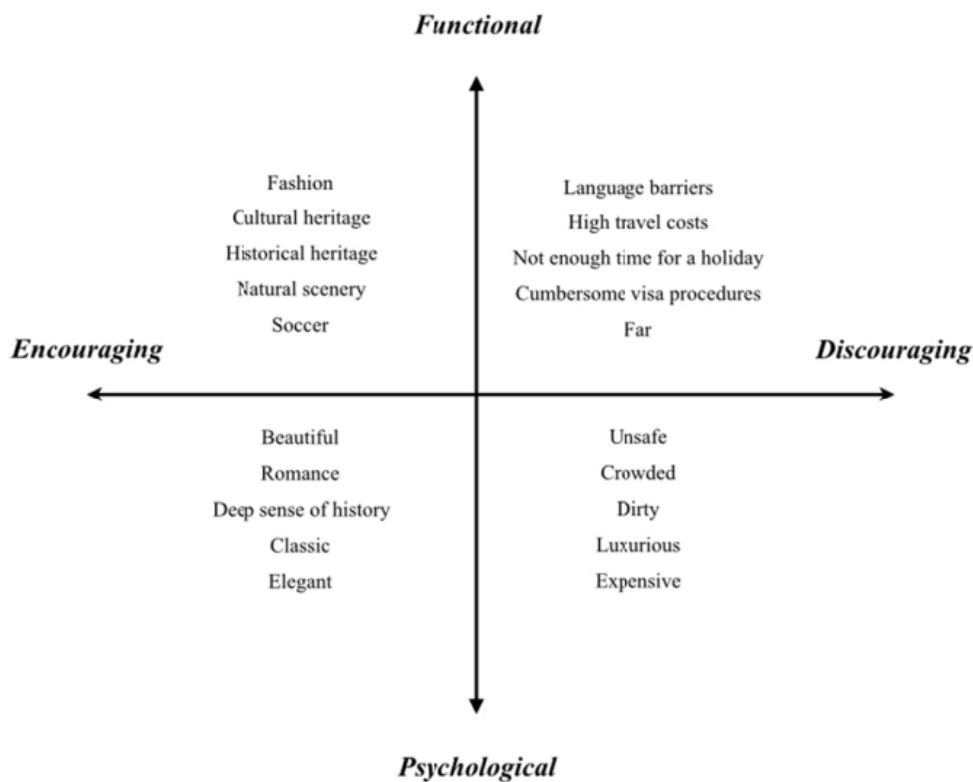 Functional
Fashion
Cultural heritage
Historical heritage
Natural scenery
Soccer
Language barriers
High travel costs
Not enough time for a holiday
Cumbersome visa procedures
Far
Encouraging
Discouraging
Beautiful
Romance
Deep sense of history
Classic
Elegant
Unsafe
Crowded
Dirty
Luxurious
Expensive
Psychological